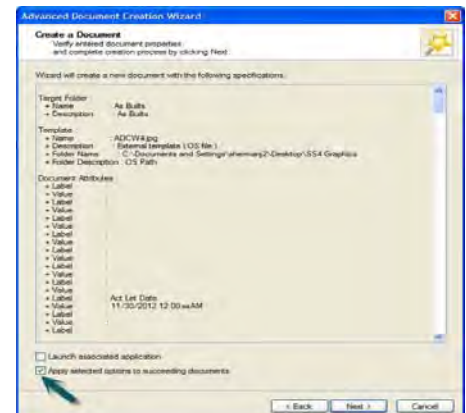 Advanced Document Creation Wizard
Create a Document
Verify entered document properties
and complete creation process by clicking Next
Wizard will create a new document with the following specifications.
Target Folder
+ Name : As Builts
+ Description : As Builts
Template
+ Name : ADCW4.jpg
+ Description : External template (OS file)
+ Folder Name : C:\Documents and Settings\ahermanj2\Desktop\SS4 Graphics
+ Folder Description : OS Path
Document Attributes
+ Label :
+ Value :
+ Label :
+ Value :
+ Label :
+ Value :
+ Label :
+ Value :
+ Label :
+ Value :
+ Label :
+ Value :
+ Label :
+ Value :
+ Label : Act Let Date
+ Value : 11/30/2012 12:00:00AM
+ Label :
+ Value :
+ Label :
Launch associated application
Apply selected options to succeeding documents
< Back
Next >
Cancel